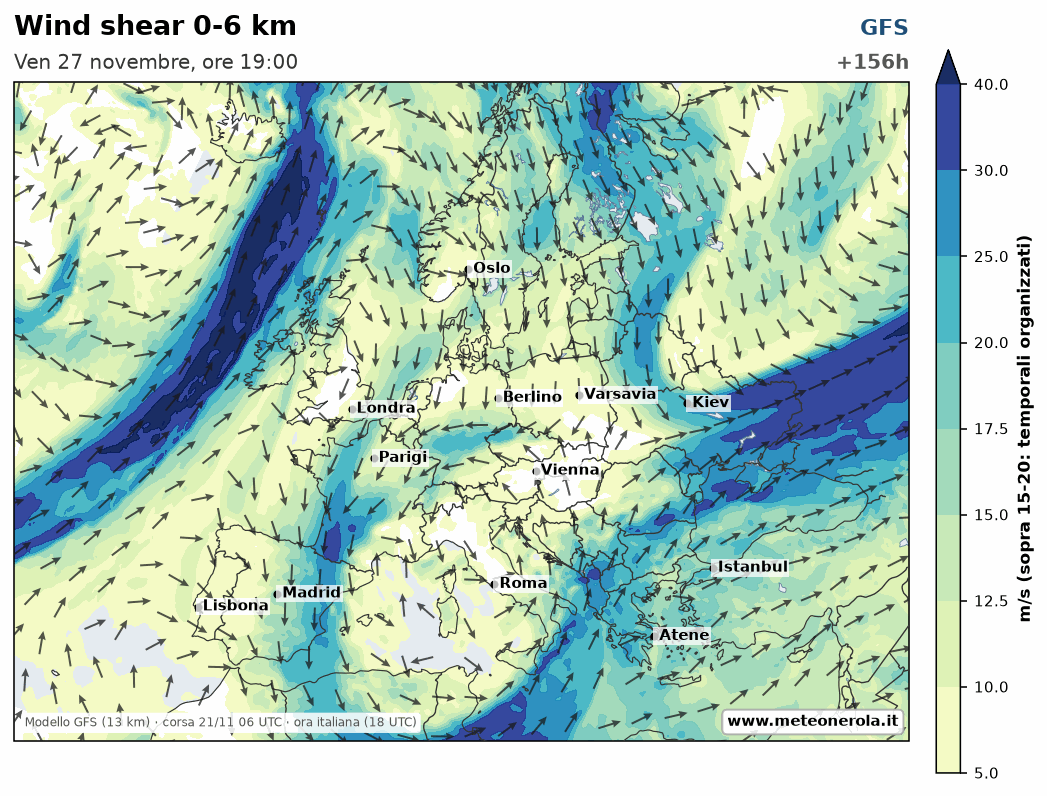 Wind shear 0-6 km
GFS
Ven 27 novembre, ore 19:00
+156h
40.0
30.0
25.0
20.0
17.5
15.0
12.5
10.0
5.0
m/s (sopra 15-20: temporali organizzati)
Oslo
Berlino
Varsavia
Kiev
Londra
Parigi
Vienna
Istanbul
Roma
Madrid
Lisbona
Atene
Modello GFS (13 km) · corsa 21/11 06 UTC · ora italiana (18 UTC)
www.meteonerola.it